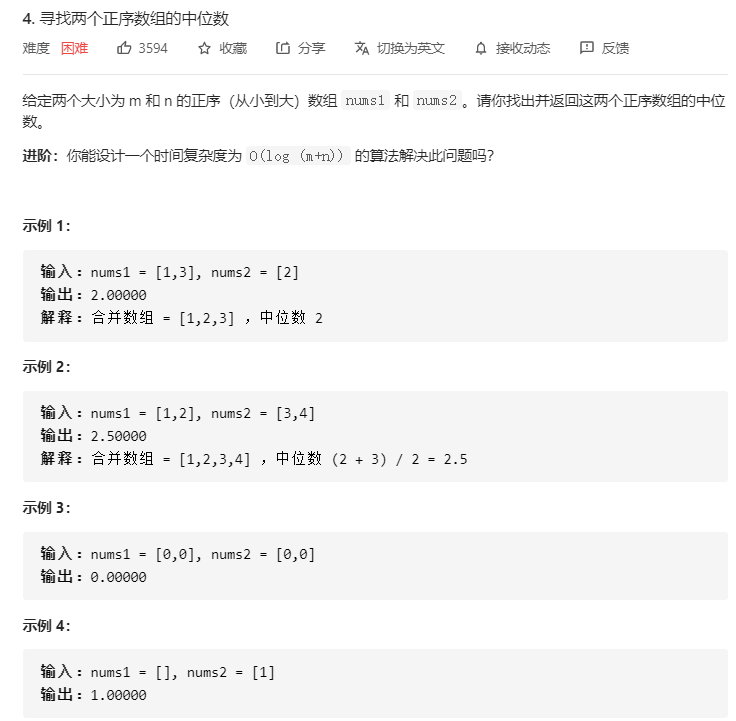 4. 寻找两个正序数组的中位数
难度 困难 3594 收藏 分享 切换为英文 接收动态 反馈
给定两个大小为 m 和 n 的正序（从小到大）数组 nums1 和 nums2。请你找出并返回这两个正序数组的中位
数。
进阶：你能设计一个时间复杂度为 O(log (m+n)) 的算法解决此问题吗？
示例 1：
输入：nums1 = [1,3], nums2 = [2]
输出：2.00000
解释：合并数组 = [1,2,3] ，中位数 2
示例 2：
输入：nums1 = [1,2], nums2 = [3,4]
输出：2.50000
解释：合并数组 = [1,2,3,4] ，中位数 (2 + 3) / 2 = 2.5
示例 3：
输入：nums1 = [0,0], nums2 = [0,0]
输出：0.00000
示例 4：
输入：nums1 = [], nums2 = [1]
输出：1.00000